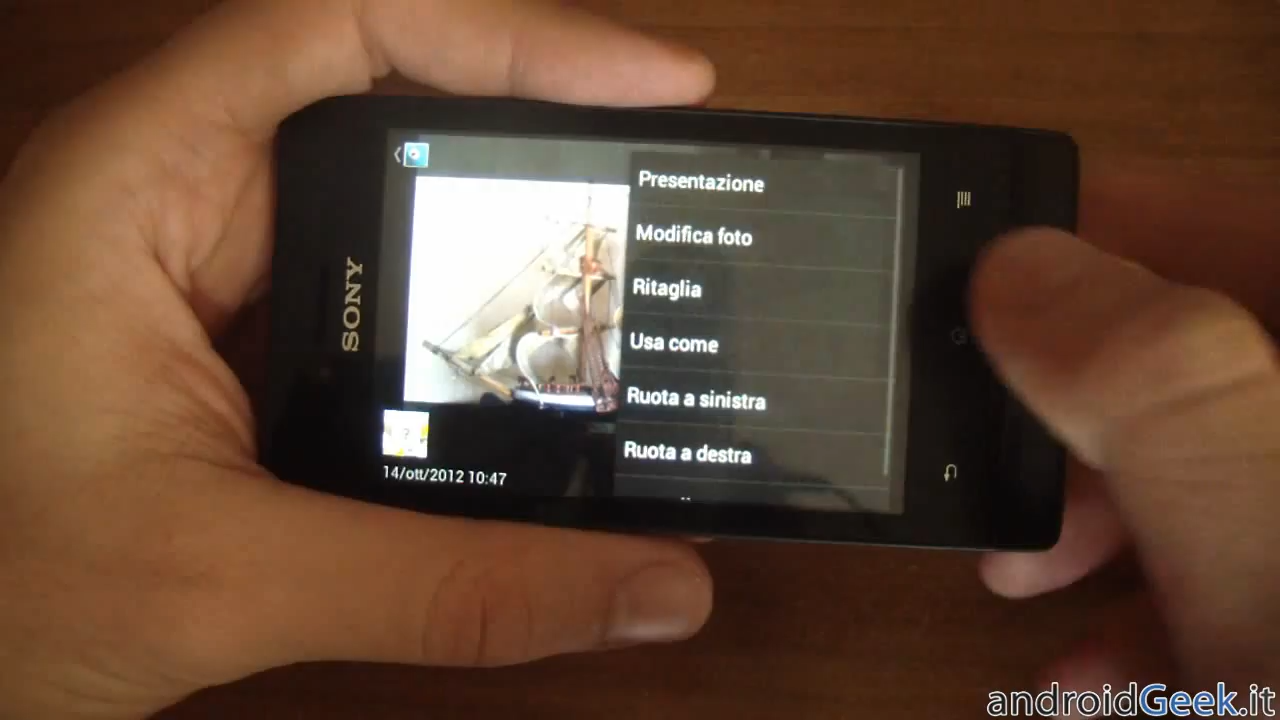 SONY
Presentazione
Modifica foto
Ritaglia
Usa come
Ruota a sinistra
Ruota a destra
14/ott/2012 10:47
androidGeek.it